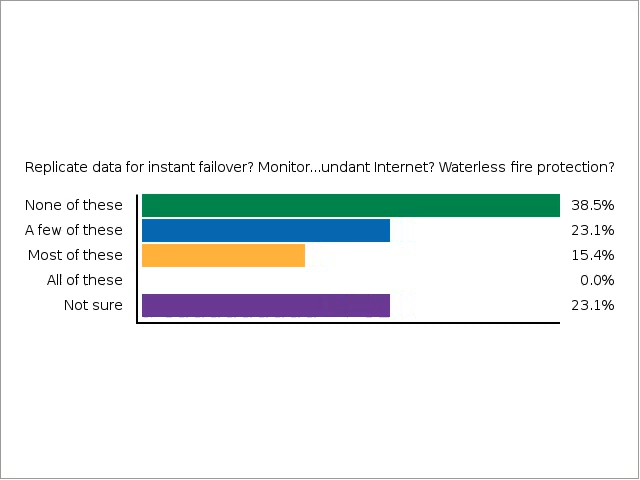 Replicate data for instant failover? Monitor...undant Internet? Waterless fire protection?
None of these 38.5%
A few of these 23.1%
Most of these 15.4%
All of these 0.0%
Not sure 23.1%